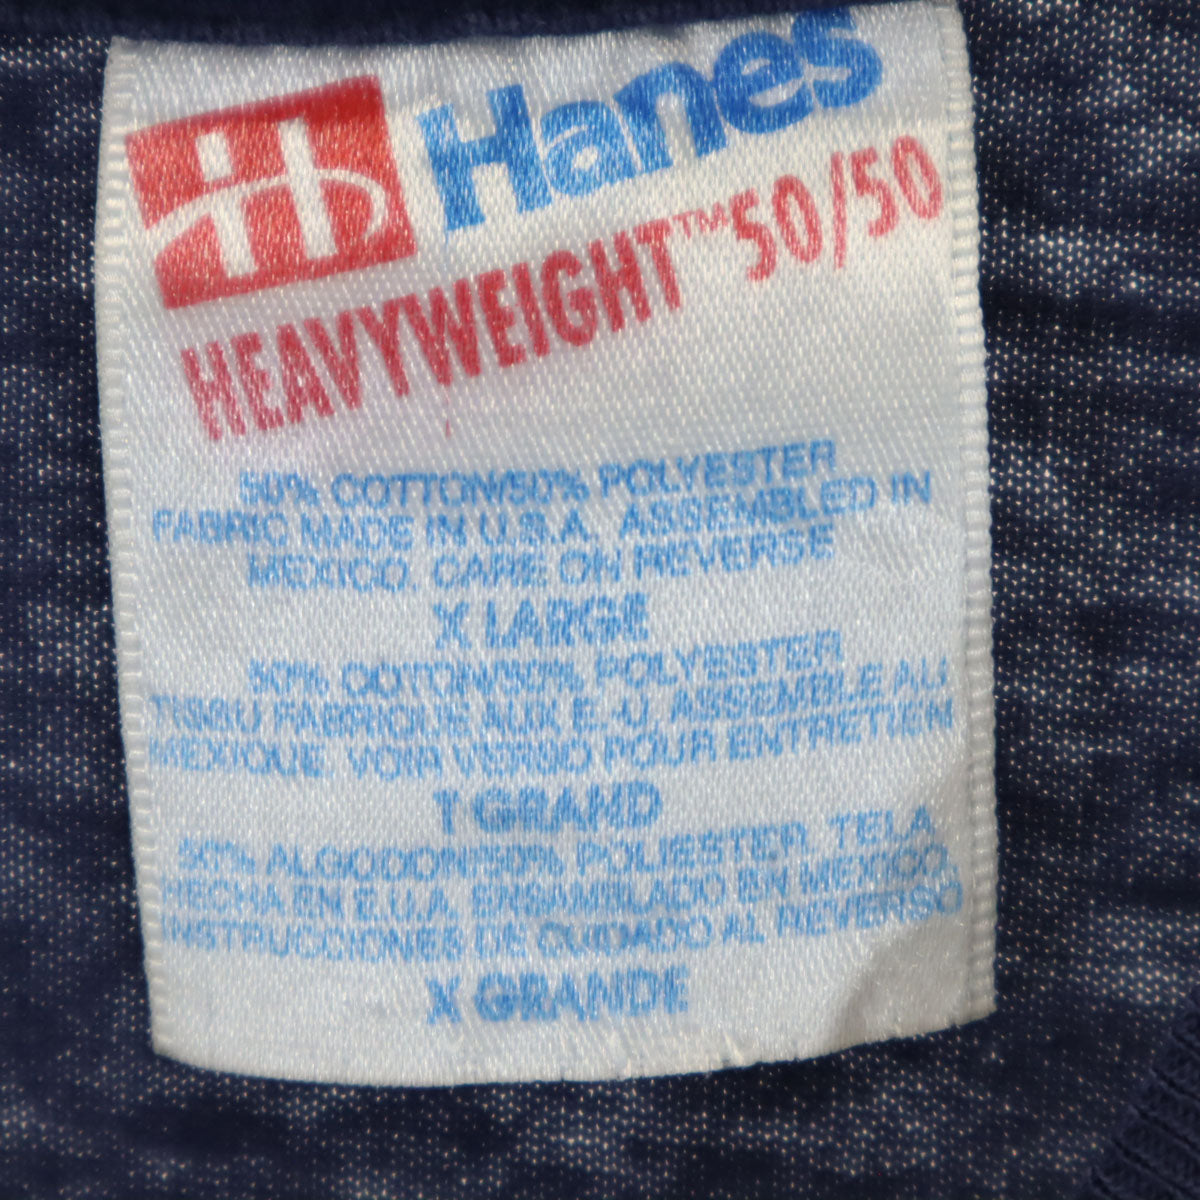 Hanes
HEAVYWEIGHT™ 50/50
50% COTTON/50% POLYESTER
FABRIC MADE IN U.S.A. ASSEMBLED IN
MEXICO. CARE ON REVERSE
X LARGE
50% COTON/50% POLYESTER
TISSU FABRIQUE AUX E.-U. ASSEMBLE AU
MEXIQUE. VOIR VERSO POUR ENTRETIEN
T GRAND
50% ALGODON/50% POLIESTER. TELA
HECHA EN E.U.A. ENSAMBLADO EN MEXICO.
INSTRUCCIONES DE CUIDADO AL REVERSO
X GRANDE